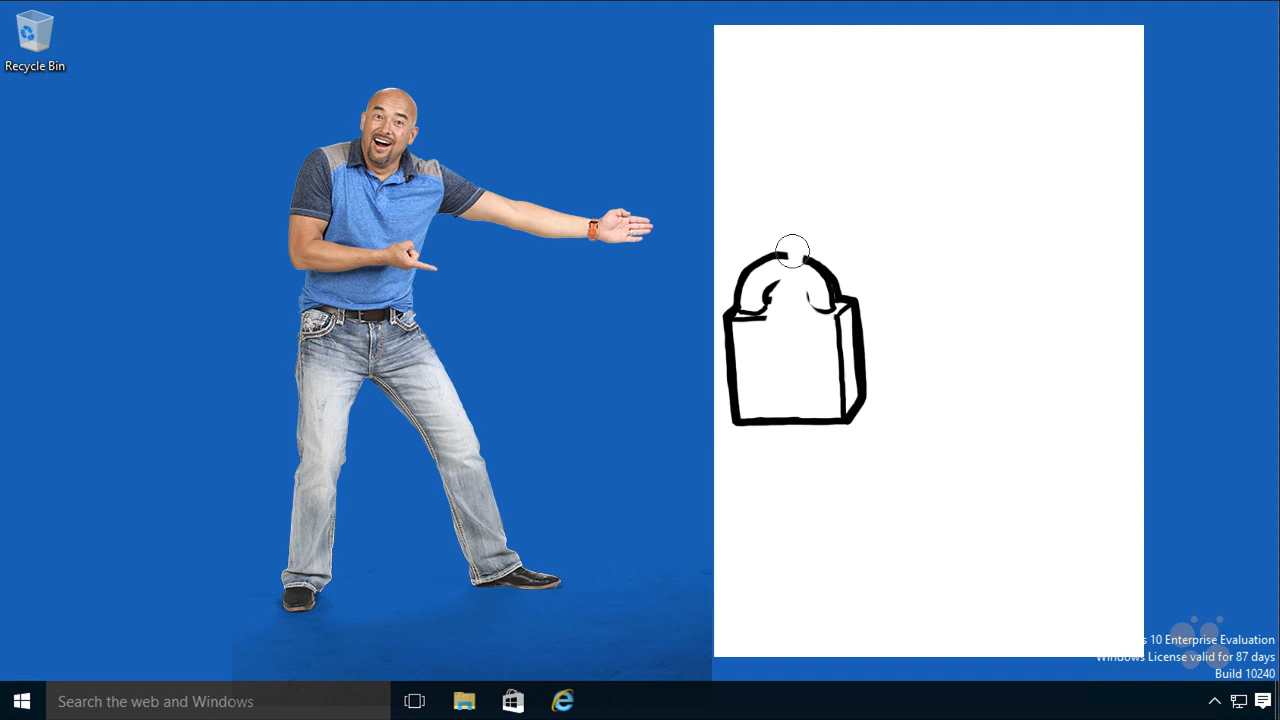 Recycle Bin
s 10 Enterprise Evaluation
Windows License valid for 87 days
Build 10240
Search the web and Windows